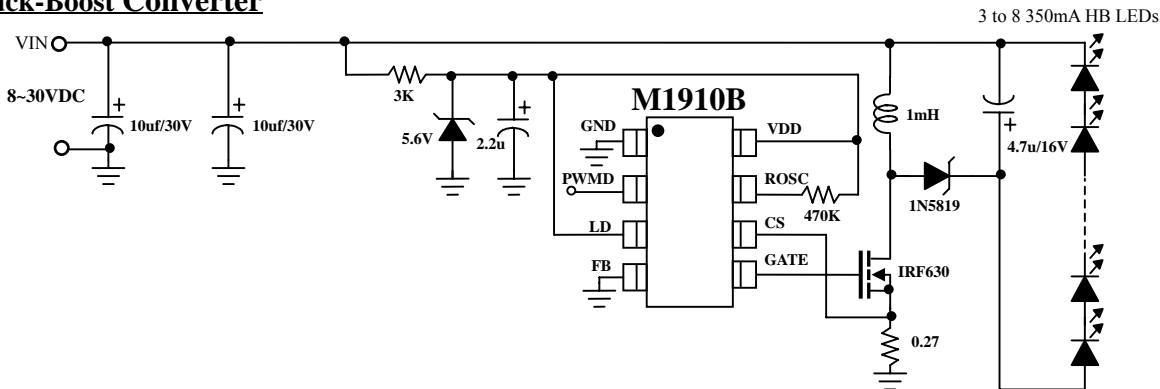 ıck-Boost Converter
3 to 8 350mA HB LEDs
VIN
8~30VDC
10uf/30V
10uf/30V
3K
5.6V
2.2u
M1910B
GND
PWMD
LD
FB
VDD
ROSC
CS
GATE
470K
1mH
1N5819
4.7u/16V
IRF630
0.27